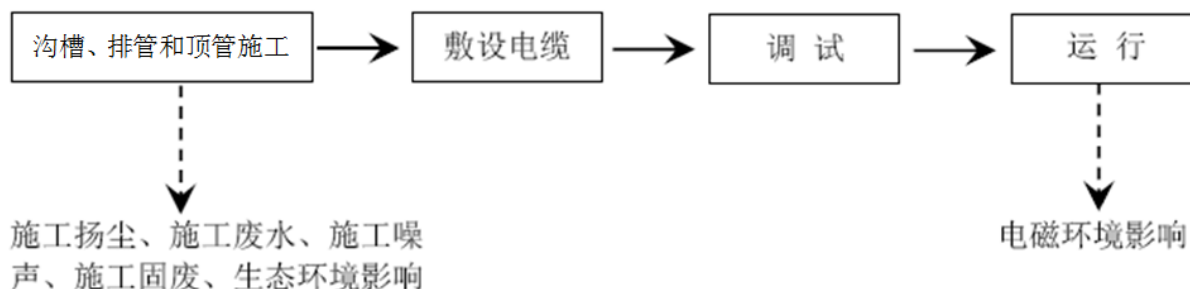 沟槽、排管和顶管施工
敷设电缆
调 试
运 行
施工扬尘、施工废水、施工噪
声、施工固废、生态环境影响
电磁环境影响